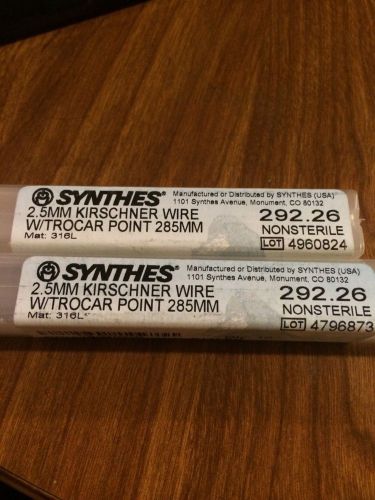 SYNTHES® Manufactured or Distributed by SYNTHES (USA)
1101 Synthes Avenue, Monument, CO 80132
2.5MM KIRSCHNER WIRE 292.26
W/TROCAR POINT 285MM NONSTERILE
Mat: 316L LOT 4960824
SYNTHES® Manufactured or Distributed by SYNTHES (USA)
1101 Synthes Avenue, Monument, CO 80132
2.5MM KIRSCHNER WIRE 292.26
W/TROCAR POINT 285MM NONSTERILE
Mat: 316L LOT 4796873